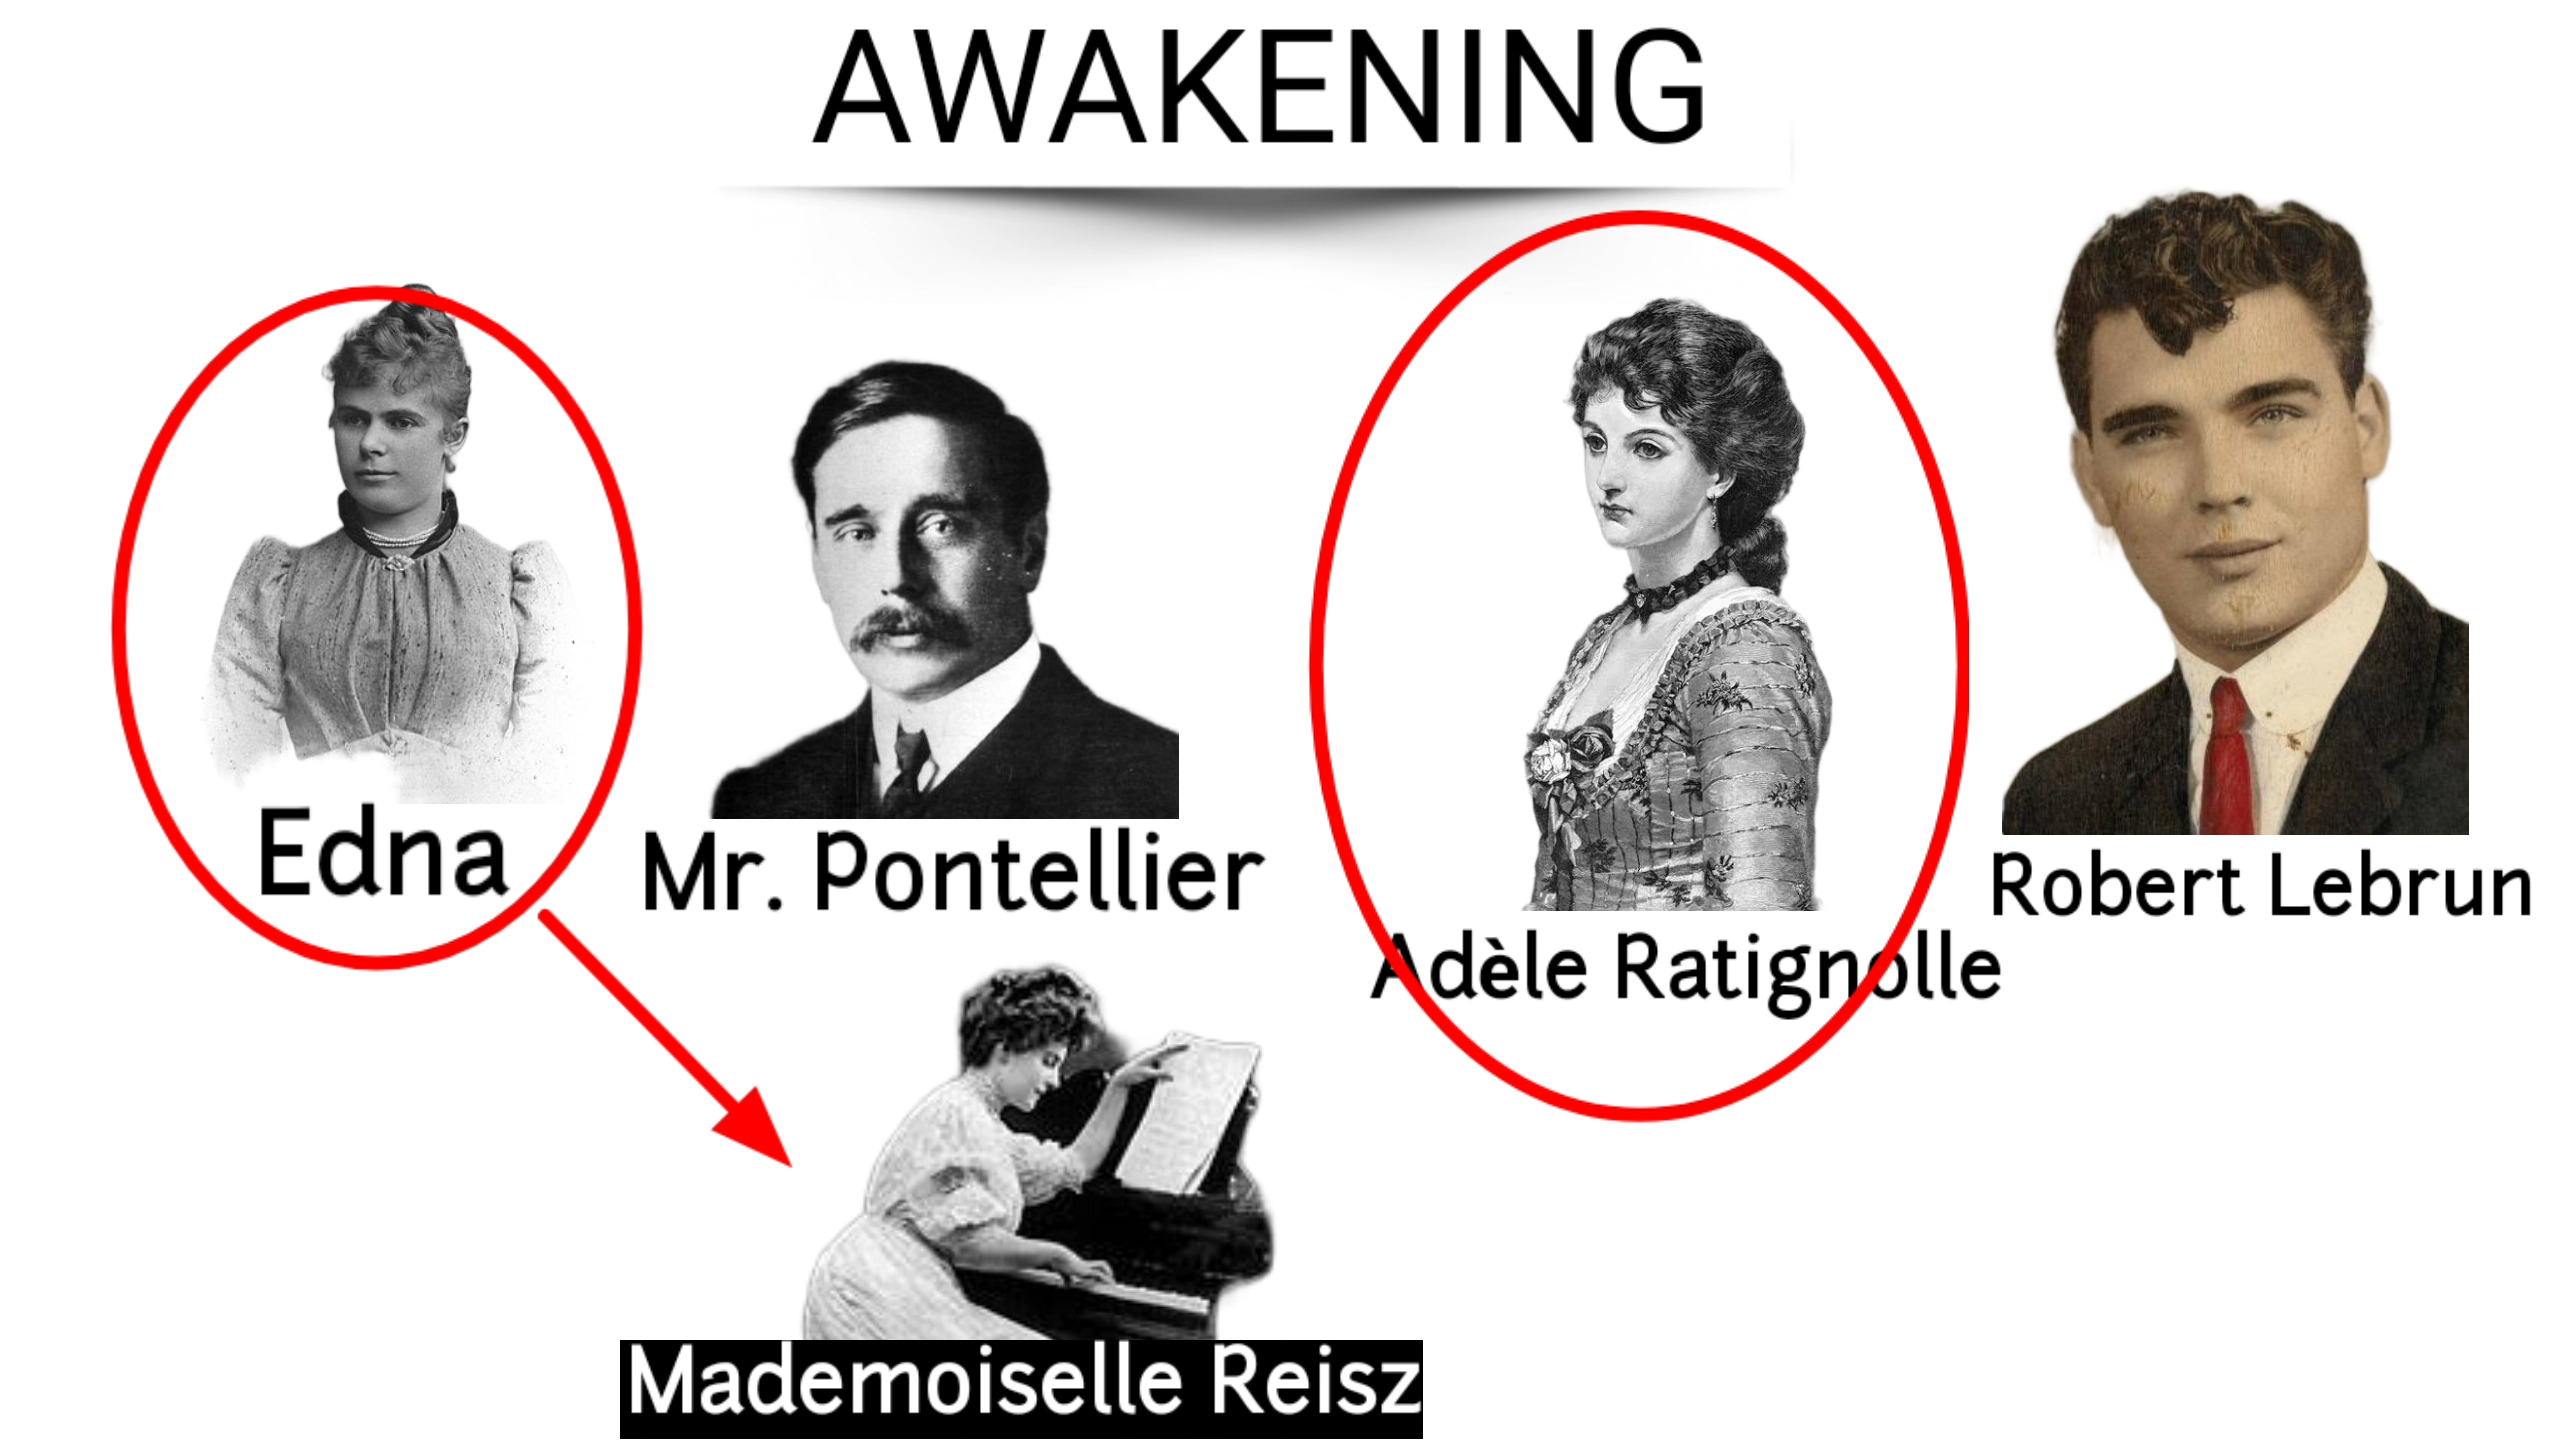 AWAKENING
Edna
Mr. Pontellier
Adèle Ratignolle
Robert Lebrun
Mademoiselle Reisz